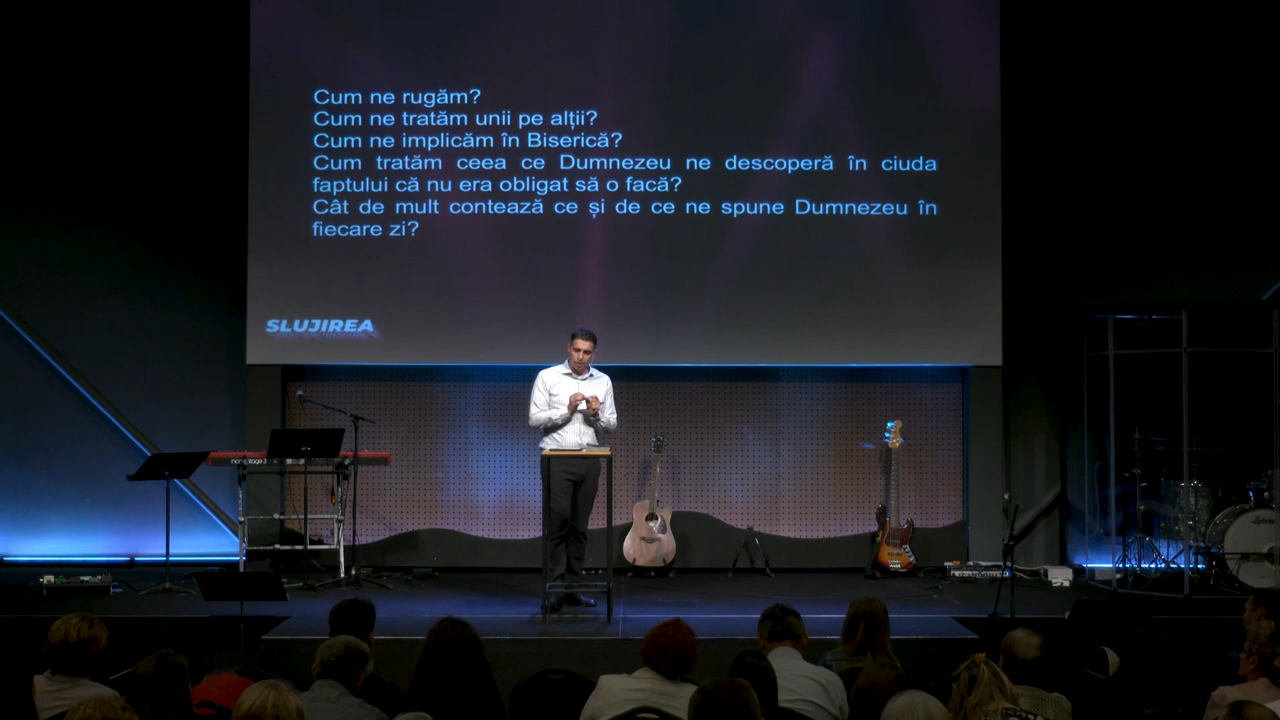 Cum ne rugăm?
Cum ne tratăm unii pe alții?
Cum ne implicăm în Biserică?
Cum tratăm ceea ce Dumnezeu ne descoperă în ciuda
faptului că nu era obligat să o facă?
Cât de mult contează ce și de ce ne spune Dumnezeu în
fiecare zi?
SLUJIREA